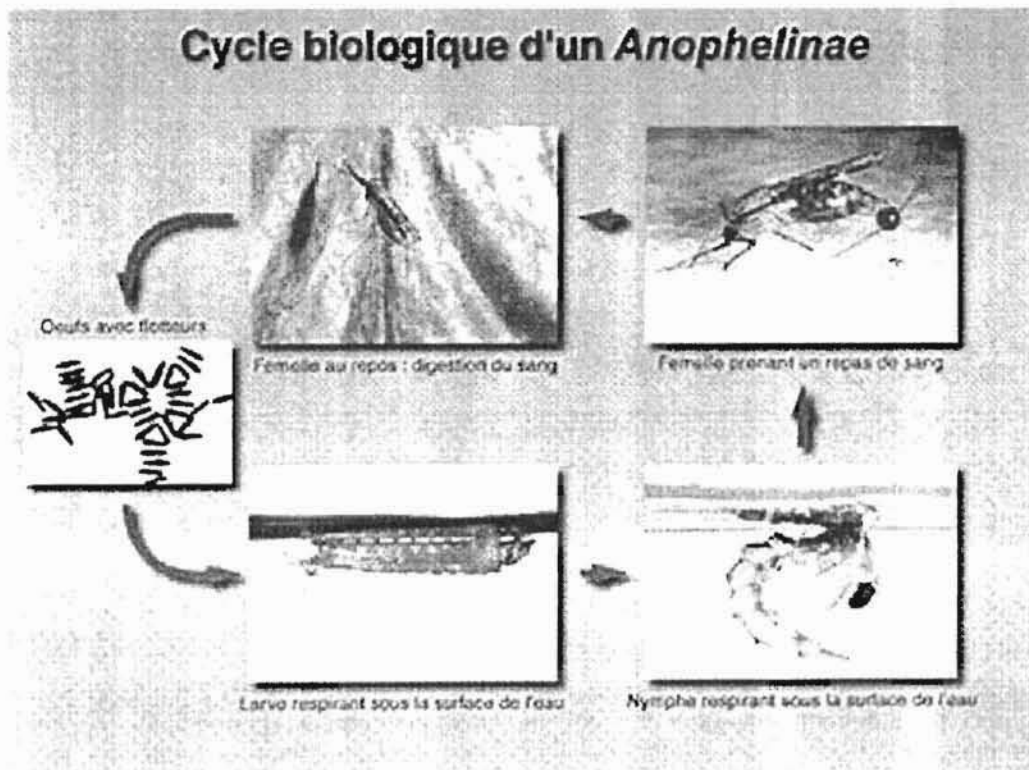 Cycle biologique d'un Anophelinae
Oeufs avec flotteurs
Femelle au repos : digestion du sang
Femelle prenant un repas de sang
Larve respirant sous la surface de l'eau
Nymphe respirant sous la surface de l'eau